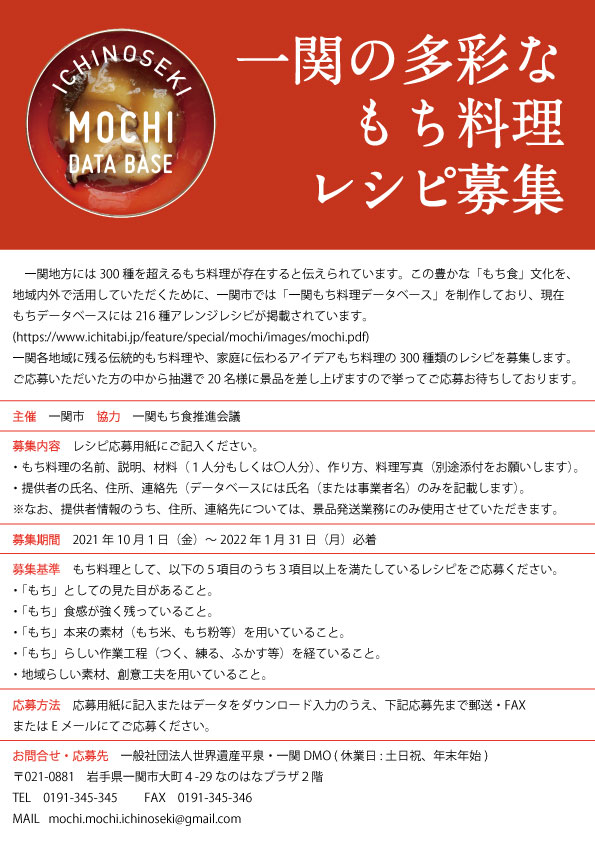 ICHINOSEKI
MOCHI
DATA BASE
一関の多彩な
もち料理
レシピ募集
一関地方には 300 種を超えるもち料理が存在すると伝えられています。この豊かな「もち食」文化を、
地域内外で活用していただくために、一関市では「一関もち料理データベース」を制作しており、現在
もちデータベースには 216 種アレンジレシピが掲載されています。
(https://www.ichitabi.jp/feature/special/mochi/images/mochi.pdf)
一関各地域に残る伝統的もち料理や、家庭に伝わるアイデアもち料理の 300 種類のレシピを募集します。
ご応募いただいた方の中から抽選で 20 名様に景品を差し上げますので挙ってご応募お待ちしております。
主催　一関市　協力　一関もち食推進会議
募集内容　レシピ応募用紙にご記入ください。
・もち料理の名前、説明、材料（１人分もしくは〇人分）、作り方、料理写真（別途添付をお願いします）。
・提供者の氏名、住所、連絡先（データベースには氏名（または事業者名）のみを記載します）。
※なお、提供者情報のうち、住所、連絡先については、景品発送業務にのみ使用させていただきます。
募集期間　2021 年 10 月 1 日（金）～ 2022 年 1 月 31 日（月）必着
募集基準　もち料理として、以下の５項目のうち３項目以上を満たしているレシピをご応募ください。
・「もち」としての見た目があること。
・「もち」食感が強く残っていること。
・「もち」本来の素材（もち米、もち粉等）を用いていること。
・「もち」らしい作業工程（つく、練る、ふかす等）を経ていること。
・地域らしい素材、創意工夫を用いていること。
応募方法　応募用紙に記入またはデータをダウンロード入力のうえ、下記応募先まで郵送・FAX
またはＥメールにてご応募ください。
お問合せ・応募先　一般社団法人世界遺産平泉・一関 DMO ( 休業日 : 土日祝、年末年始 )
〒021-0881　岩手県一関市大町４-29 なのはなプラザ２階
TEL　0191-345-345　　FAX　0191-345-346
MAIL　mochi.mochi.ichinoseki@gmail.com